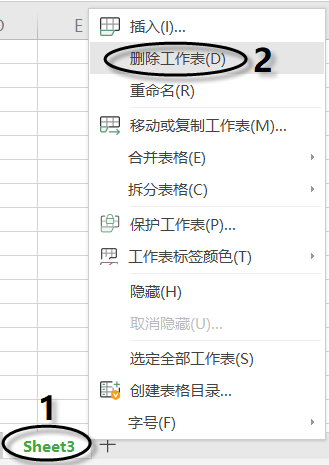 E
插入(I)...
删除工作表(D) 2
重命名(R)
移动或复制工作表(M)...
合并表格(E)
拆分表格(C)
保护工作表(P)...
工作表标签颜色(T)
隐藏(H)
取消隐藏(U)...
选定全部工作表(S)
创建表格目录...
字号(F)
1
Sheet3